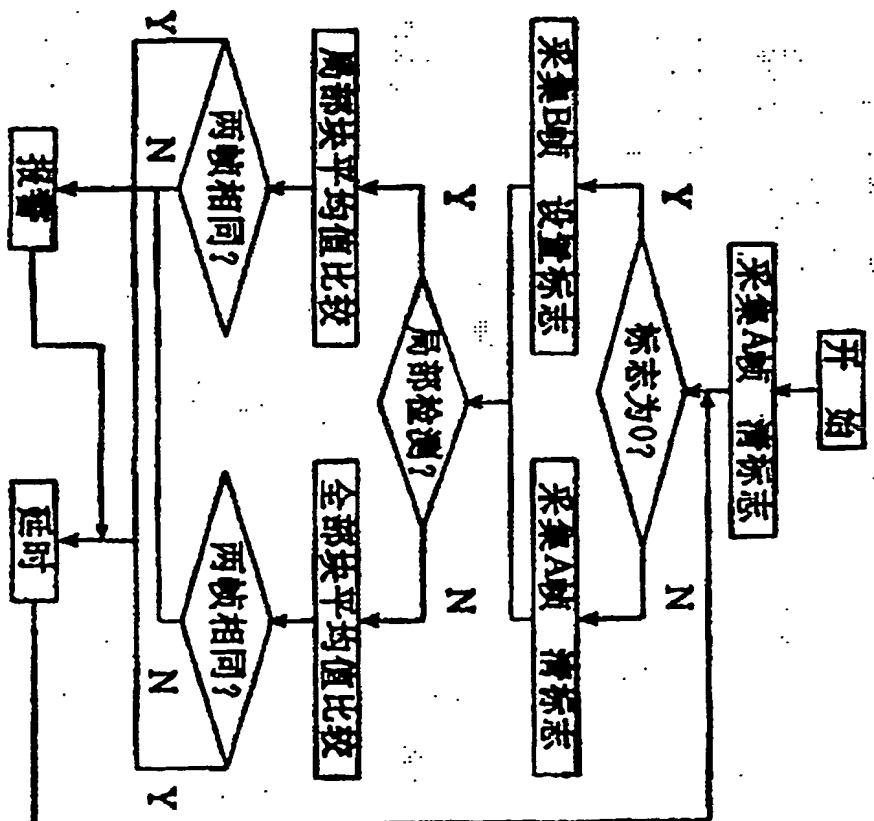 开 始
采集A帧 清标志
标志为0?
Y
N
采集B帧 设置标志
采集A帧 清标志
局部检测?
Y
N
局部块平均值比较
全部块平均值比较
两帧相同?
两帧相同?
Y
N
N
Y
报警
延时